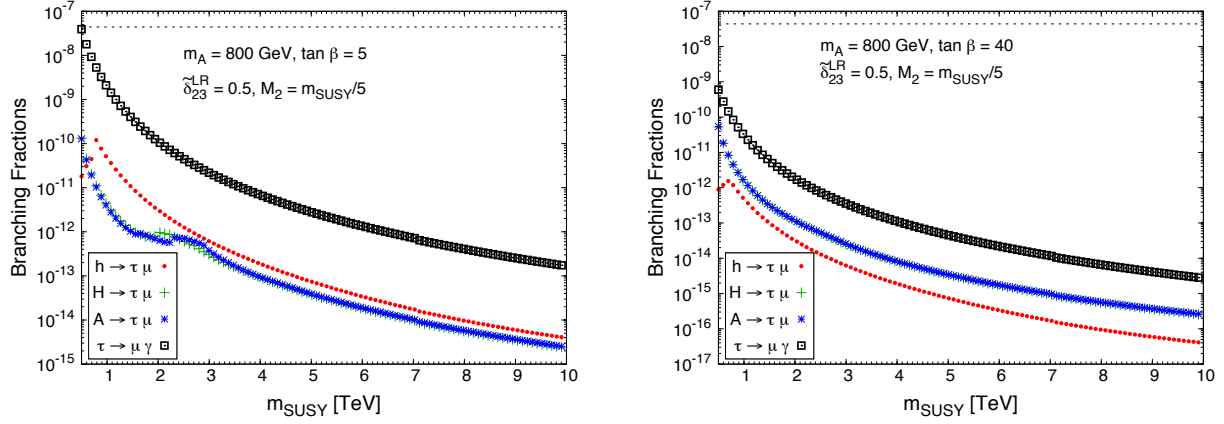 10⁻⁷
10⁻⁸
10⁻⁹
10⁻¹⁰
10⁻¹¹
10⁻¹²
10⁻¹³
10⁻¹⁴
10⁻¹⁵
Branching Fractions
m_A = 800 GeV, tan β = 5
δ̃₂₃^LR = 0.5, M₂ = m_SUSY/5
h → τ μ
H → τ μ
A → τ μ
τ → μ γ
1 2 3 4 5 6 7 8 9 10
m_SUSY [TeV]
10⁻⁷
10⁻⁸
10⁻⁹
10⁻¹⁰
10⁻¹¹
10⁻¹²
10⁻¹³
10⁻¹⁴
10⁻¹⁵
10⁻¹⁶
10⁻¹⁷
Branching Fractions
m_A = 800 GeV, tan β = 40
δ̃₂₃^LR = 0.5, M₂ = m_SUSY/5
h → τ μ
H → τ μ
A → τ μ
τ → μ γ
1 2 3 4 5 6 7 8 9 10
m_SUSY [TeV]